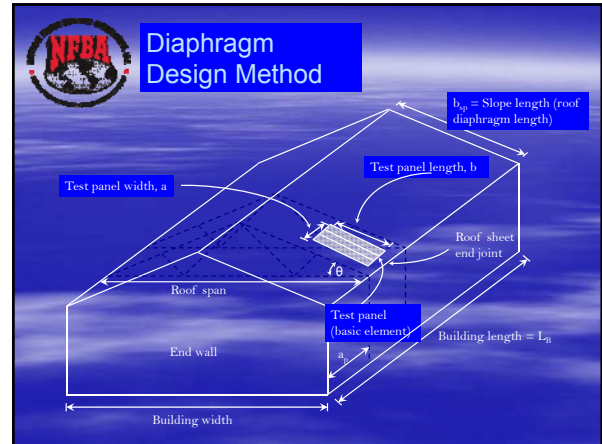 NFBA
Diaphragm
Design Method
b_sp = Slope length (roof
diaphragm length)
Test panel length, b
Test panel width, a
Roof sheet
end joint
θ
Roof span
Test panel
(basic element)
Building length = L_B
End wall
a_p
Building width